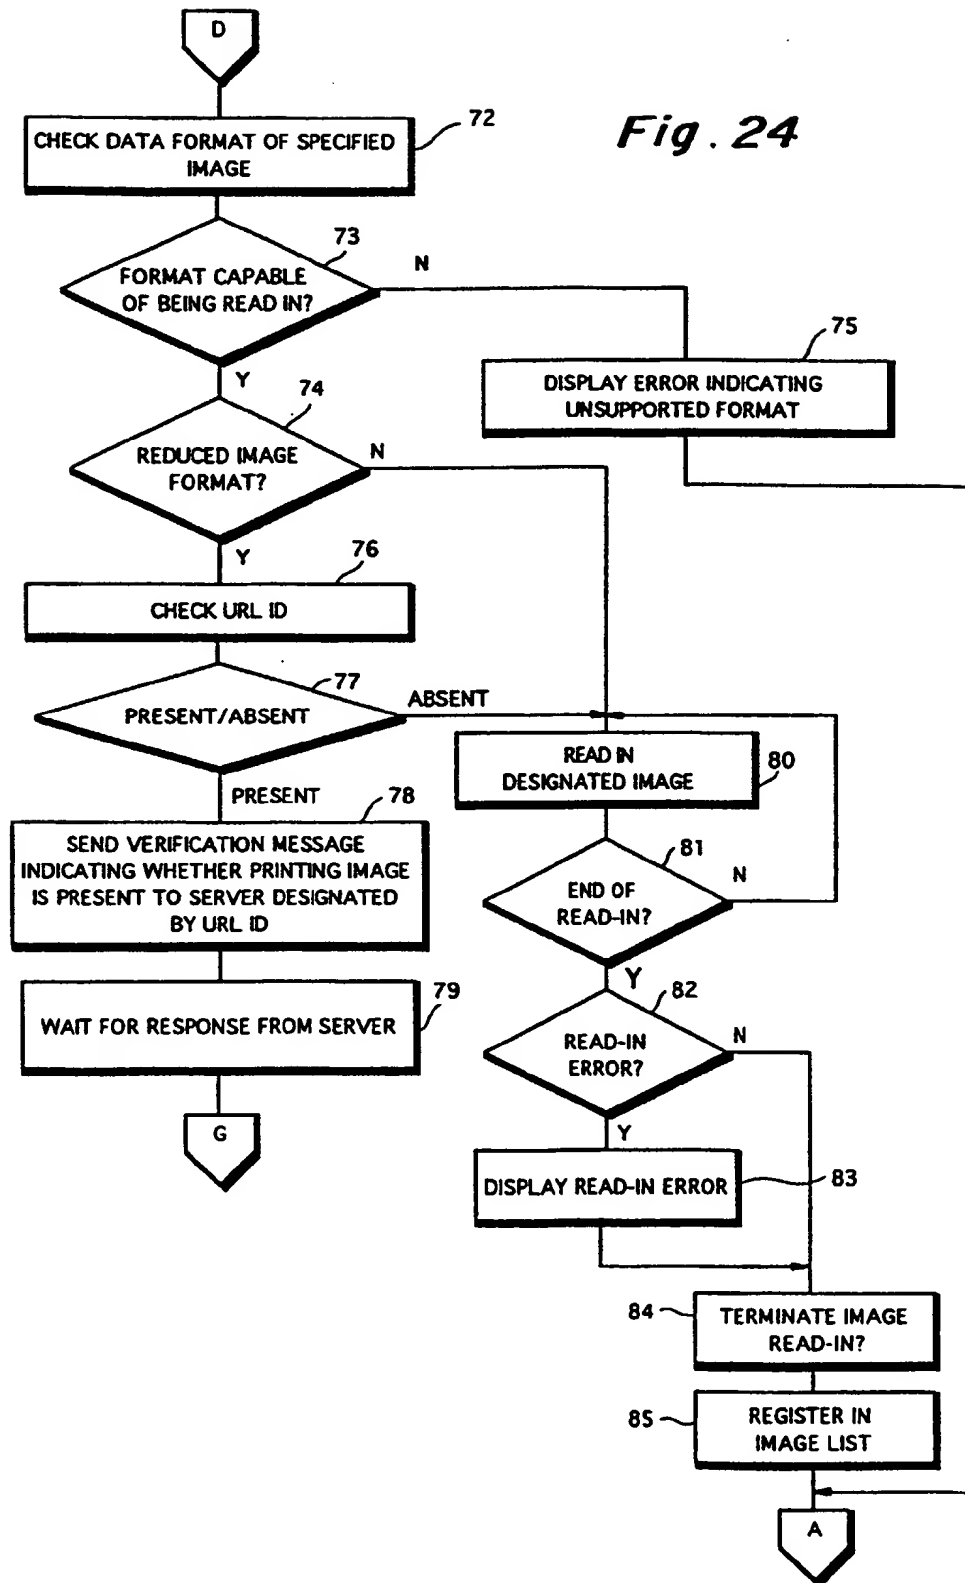 D
Fig. 24
72
CHECK DATA FORMAT OF SPECIFIED
IMAGE
73
N
FORMAT CAPABLE
OF BEING READ IN?
Y
75
DISPLAY ERROR INDICATING
UNSUPPORTED FORMAT
74
REDUCED IMAGE
FORMAT?
N
Y
76
CHECK URL ID
77
PRESENT/ABSENT
ABSENT
PRESENT
78
SEND VERIFICATION MESSAGE
INDICATING WHETHER PRINTING IMAGE
IS PRESENT TO SERVER DESIGNATED
BY URL ID
79
WAIT FOR RESPONSE FROM SERVER
G
READ IN
DESIGNATED IMAGE
80
81
END OF
READ-IN?
N
Y
82
READ-IN
ERROR?
N
Y
DISPLAY READ-IN ERROR
83
84
TERMINATE IMAGE
READ-IN?
85
REGISTER IN
IMAGE LIST
A